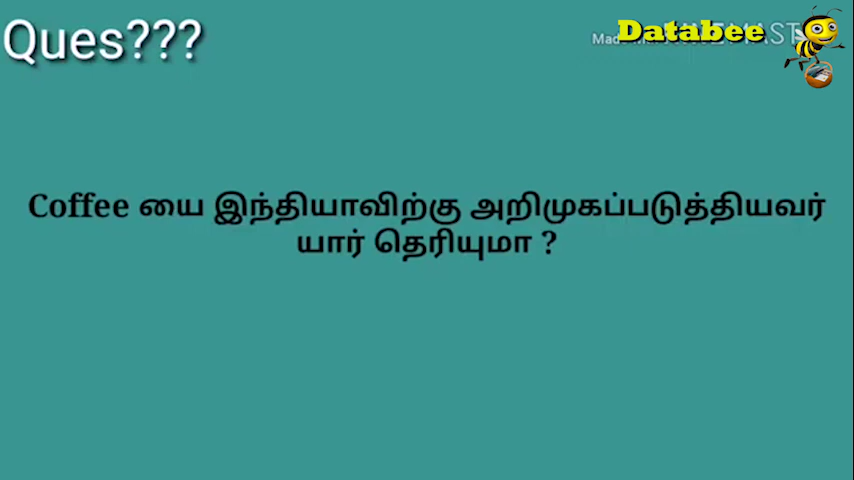 Ques???
Databee
Coffee யை இந்தியாவிற்கு அறிமுகப்படுத்தியவர்
யார் தெரியுமா ?